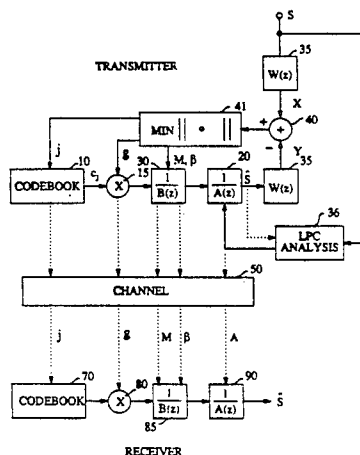 S
35
W(z)
TRANSMITTER
X
41
MIN || • ||
+
+
40
−
Y
j
g
10
30
M, β
20
35
CODEBOOK
c_j
X
15
1/B(z)
1/A(z)
Ŝ
W(z)
36
LPC ANALYSIS
50
CHANNEL
j
g
M
β
A
70
80
90
CODEBOOK
X
1/B(z)
1/A(z)
Ŝ
85
RECEIVER